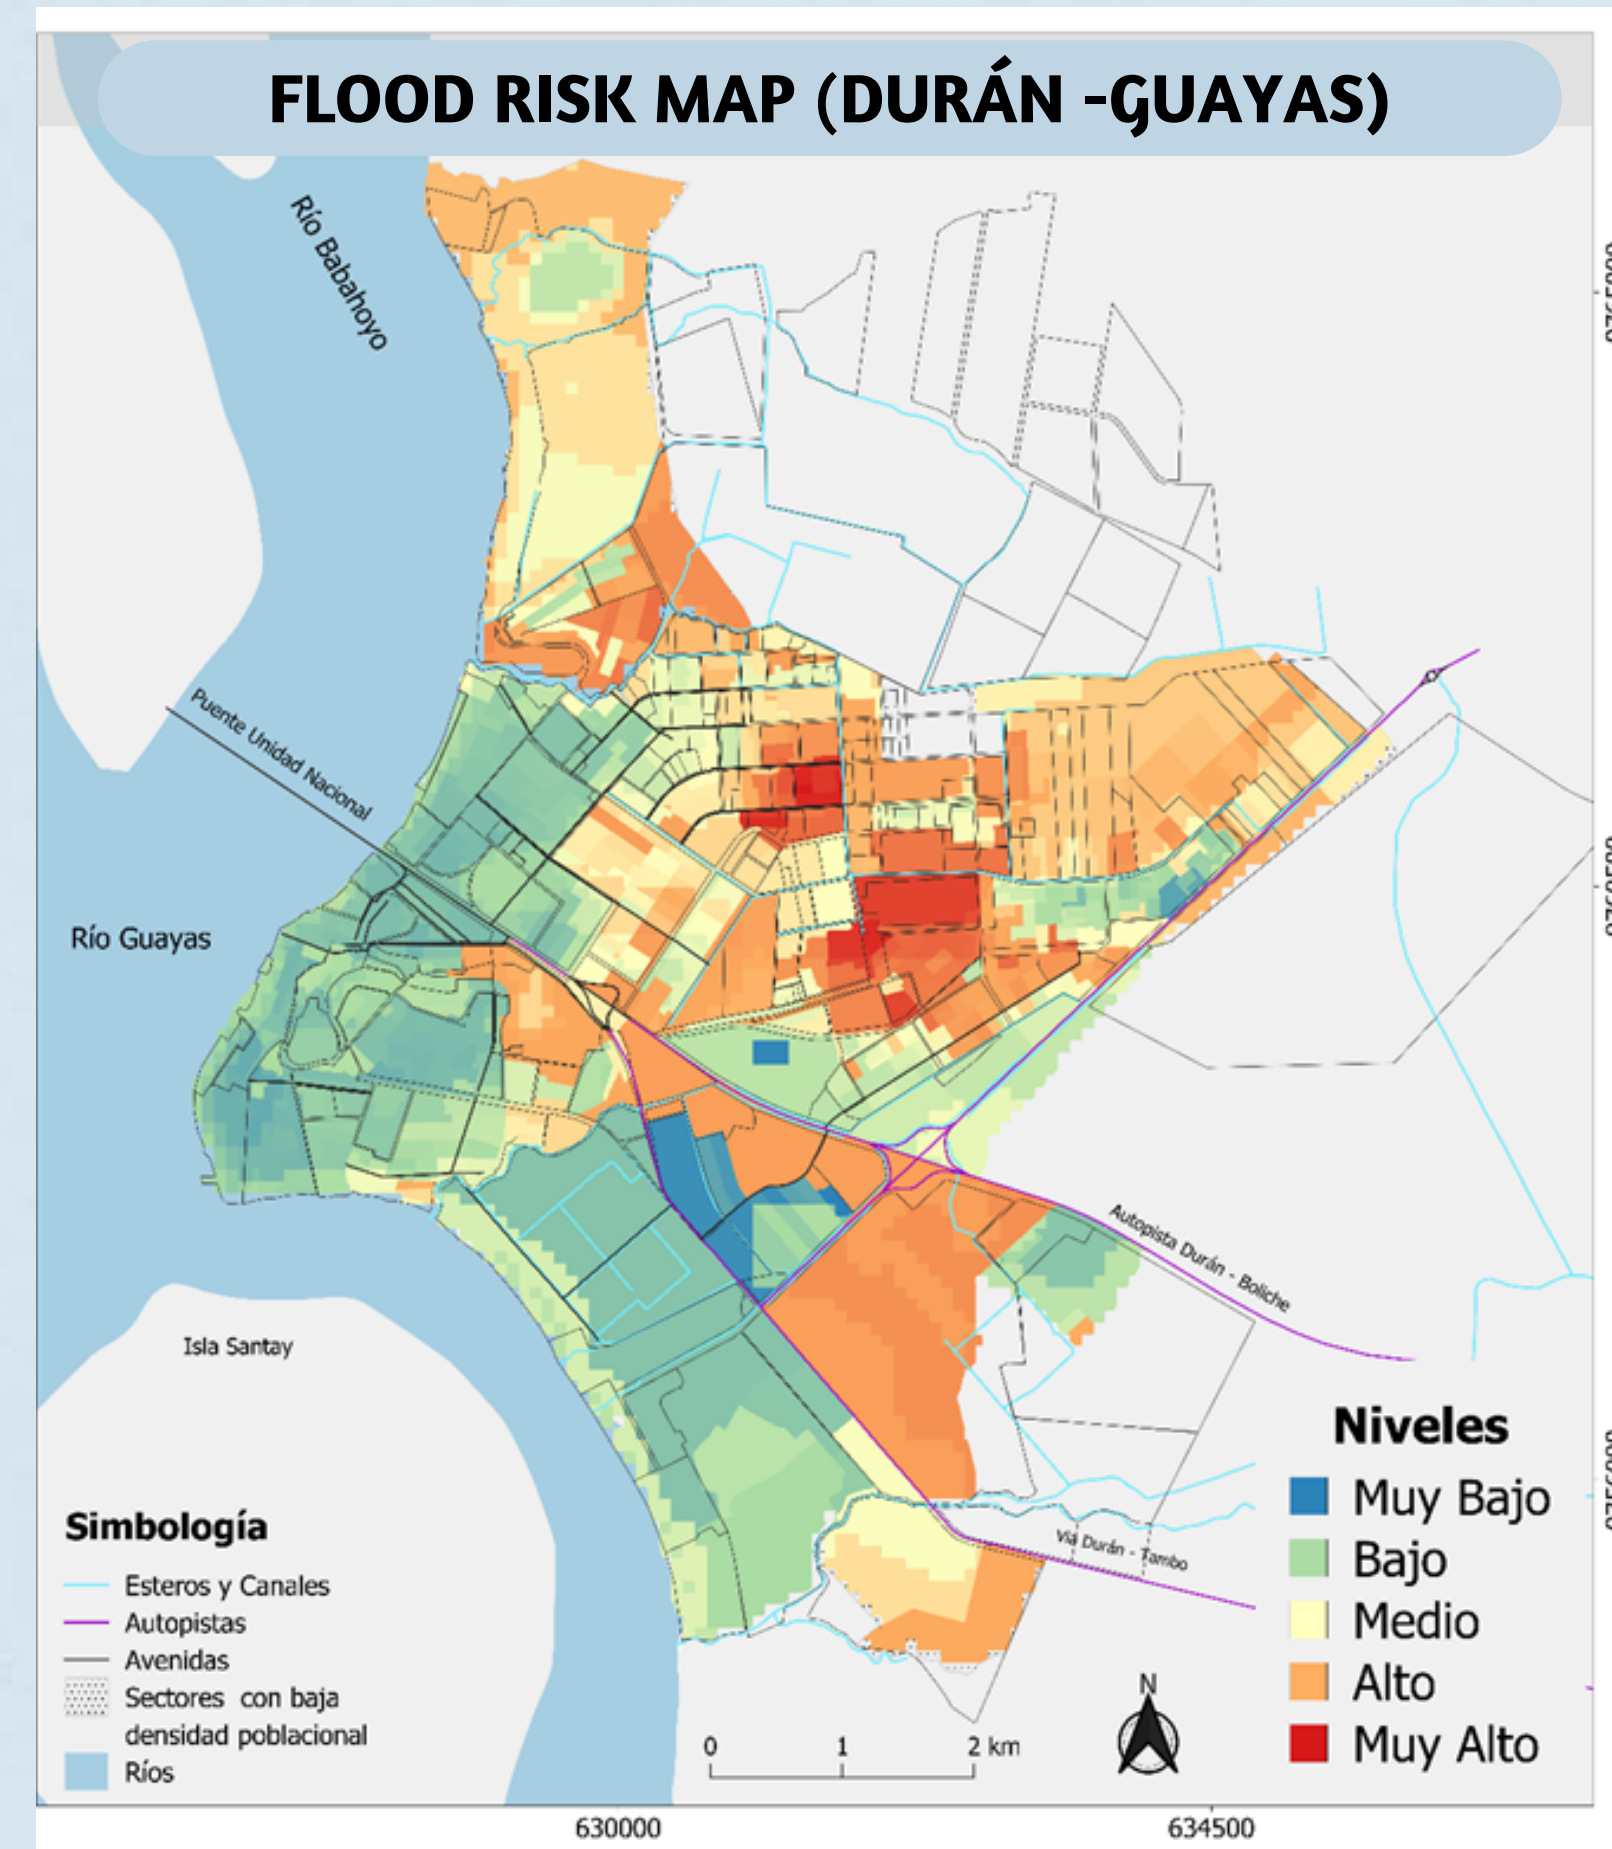 FLOOD RISK MAP (DURÁN -GUAYAS)
Río Babahoyo
Puente Unidad Nacional
Río Guayas
Isla Santay
Autopista Durán - Boliche
Vía Durán - Tambo
Niveles
Muy Bajo
Bajo
Medio
Alto
Muy Alto
Simbología
Esteros y Canales
Autopistas
Avenidas
Sectores con baja
densidad poblacional
Ríos
0 1 2 km
N
630000 634500